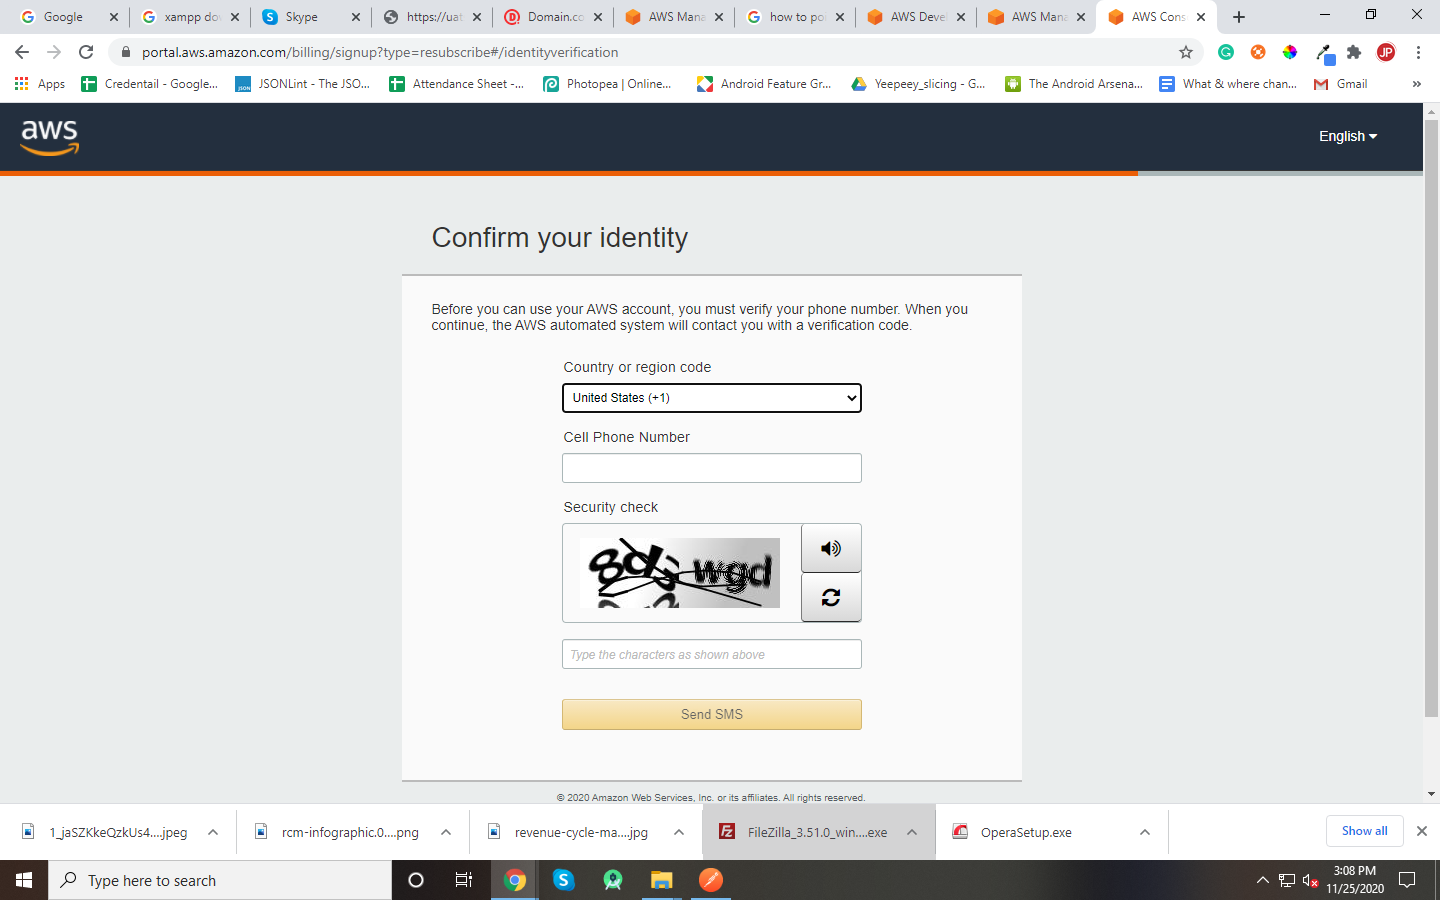 Google
xampp do
Skype
https://uat
Domain.co
AWS Mana
how to po
AWS Deve
AWS Mana
AWS Cons
portal.aws.amazon.com/billing/signup?type=resubscribe#/identityverification
JP
Apps
Credentail - Google...
JSON
JSONLint - The JSO...
Attendance Sheet -...
Photopea | Online...
Android Feature Gr...
Yeepeey_slicing - G...
The Android Arsena...
What & where chan...
Gmail
»
aws
English
Confirm your identity
Before you can use your AWS account, you must verify your phone number. When you
continue, the AWS automated system will contact you with a verification code.
Country or region code
United States (+1)
Cell Phone Number
Security check
Type the characters as shown above
Send SMS
© 2020 Amazon Web Services, Inc. or its affiliates. All rights reserved.
1_jaSZKkeQzkUs4....jpeg
rcm-infographic.0....png
revenue-cycle-ma....jpg
FileZilla_3.51.0_win....exe
OperaSetup.exe
Show all
Type here to search
3:08 PM
11/25/2020